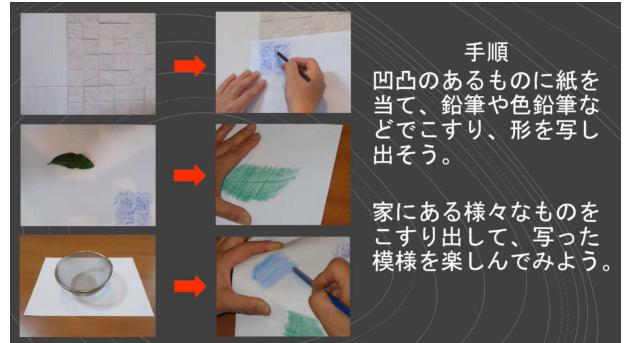 手順
凹凸のあるものに紙を
当て、鉛筆や色鉛筆な
どでこすり、形を写し
出そう。
家にある様々なものを
こすり出して、写った
模様を楽しんでみよう。